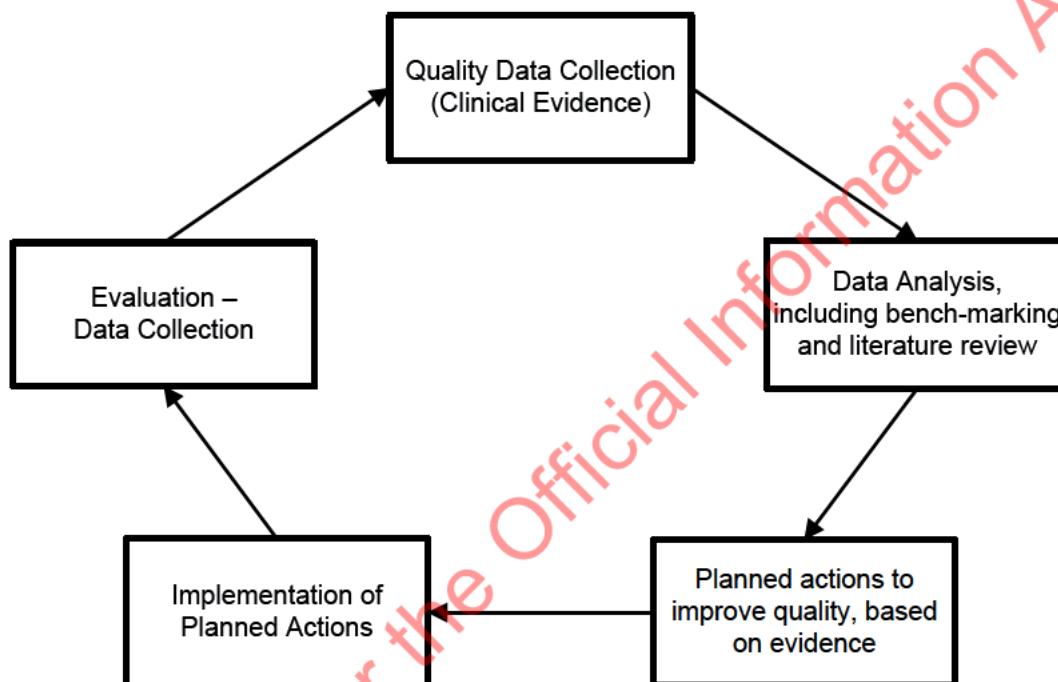 Quality Data Collection
(Clinical Evidence)
Data Analysis,
including bench-marking
and literature review
Planned actions to
improve quality, based
on evidence
Implementation of
Planned Actions
Evaluation –
Data Collection
the Official Information